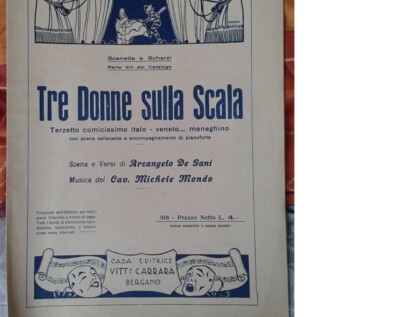 Scenette e Scherzi
Parte XII del Catalogo
Tre Donne sulla Scala
Terzetto comicissimo italo - veneto.... meneghino
con scena esilarante e accompagnamento di pianoforte
Scena e Versi di Arcangelo De Sani
Musica del Cav. Michele Mondo
918 - Prezzo Netto L. 4.-
CASA EDITRICE
VITT° CARRARA
BERGAMO